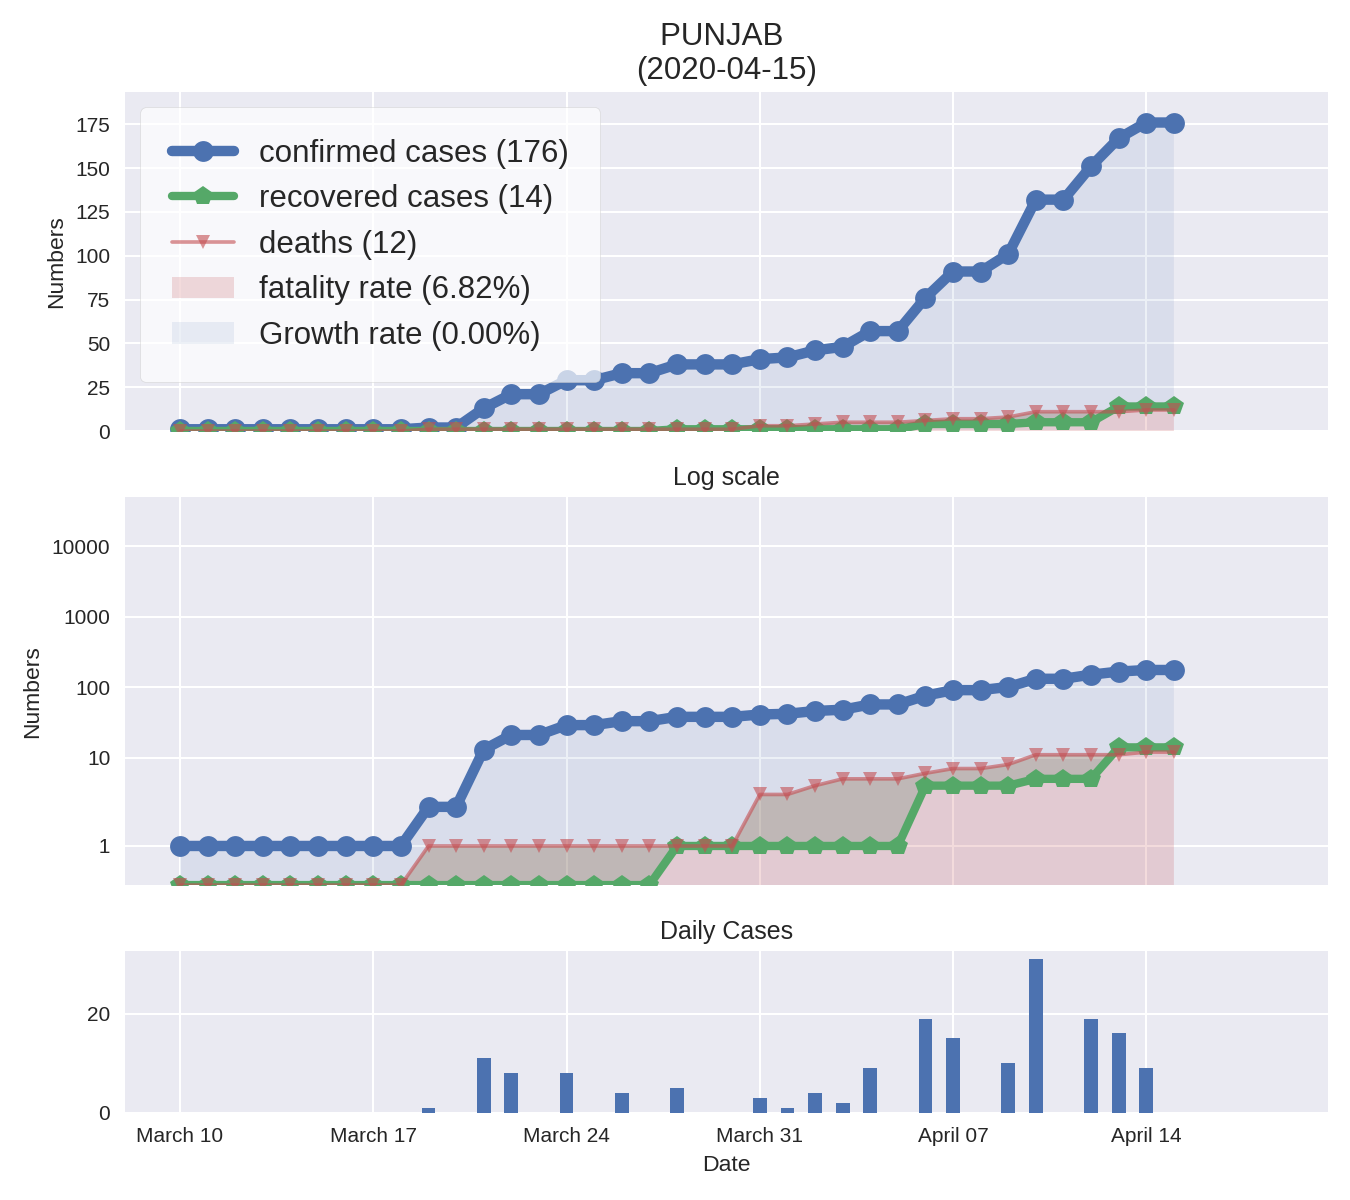 PUNJAB
(2020-04-15)
175
150
125
100
75
50
25
0
Numbers
confirmed cases (176)
recovered cases (14)
deaths (12)
fatality rate (6.82%)
Growth rate (0.00%)
Log scale
10000
1000
100
10
1
Numbers
Daily Cases
20
0
March 10 March 17 March 24 March 31 April 07 April 14
Date